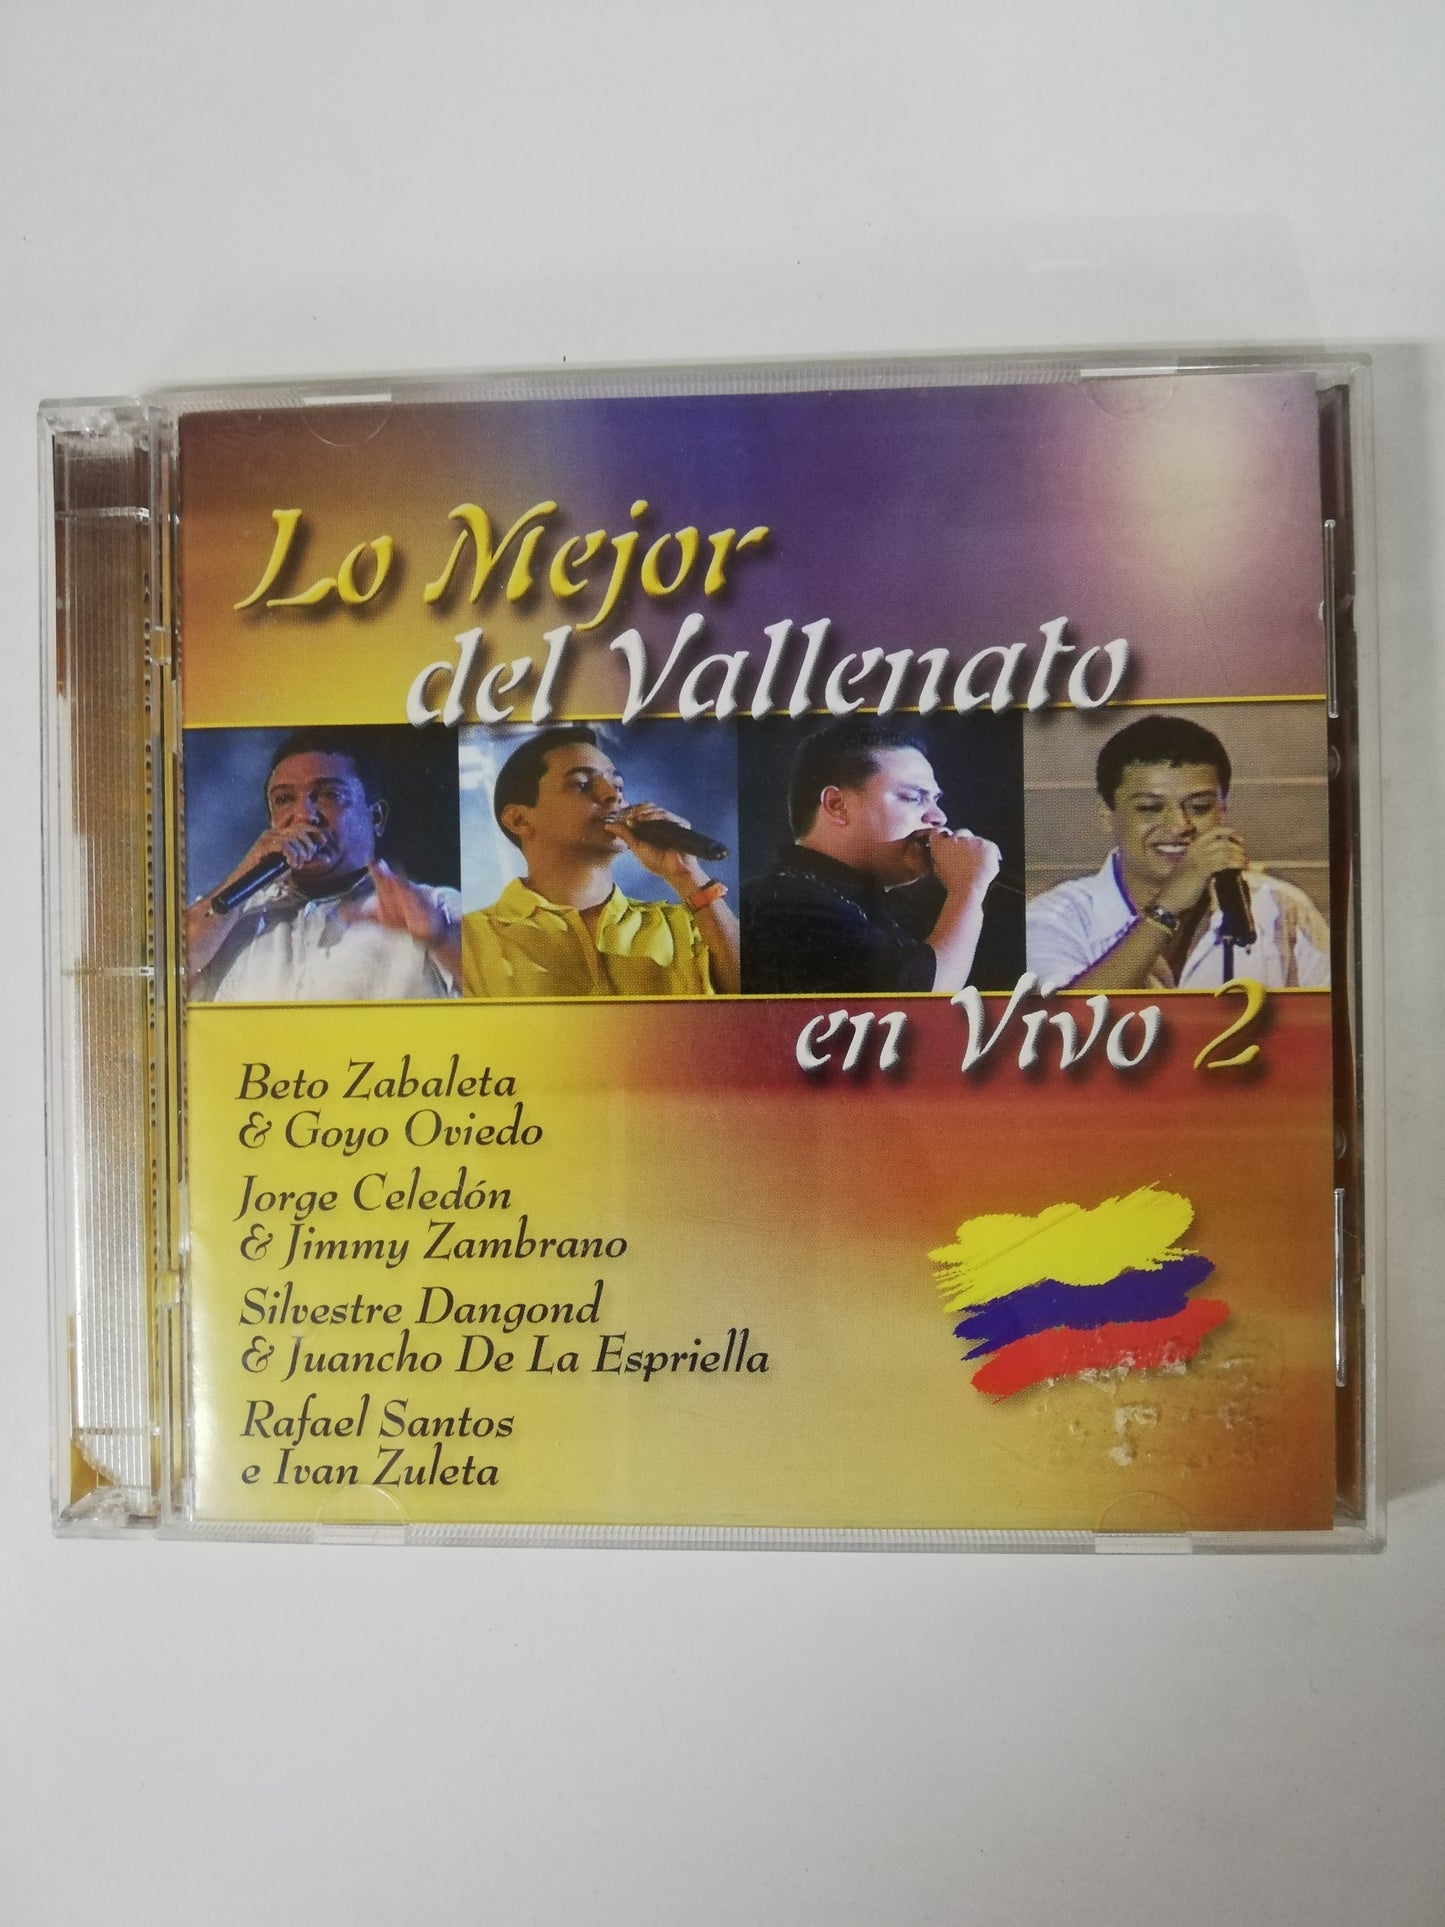 Lo Mejor
del Vallenato
en Vivo 2
Beto Zabaleta
& Goyo Oviedo
Jorge Celedón
& Jimmy Zambrano
Silvestre Dangond
& Juancho De La Espriella
Rafael Santos
e Ivan Zuleta